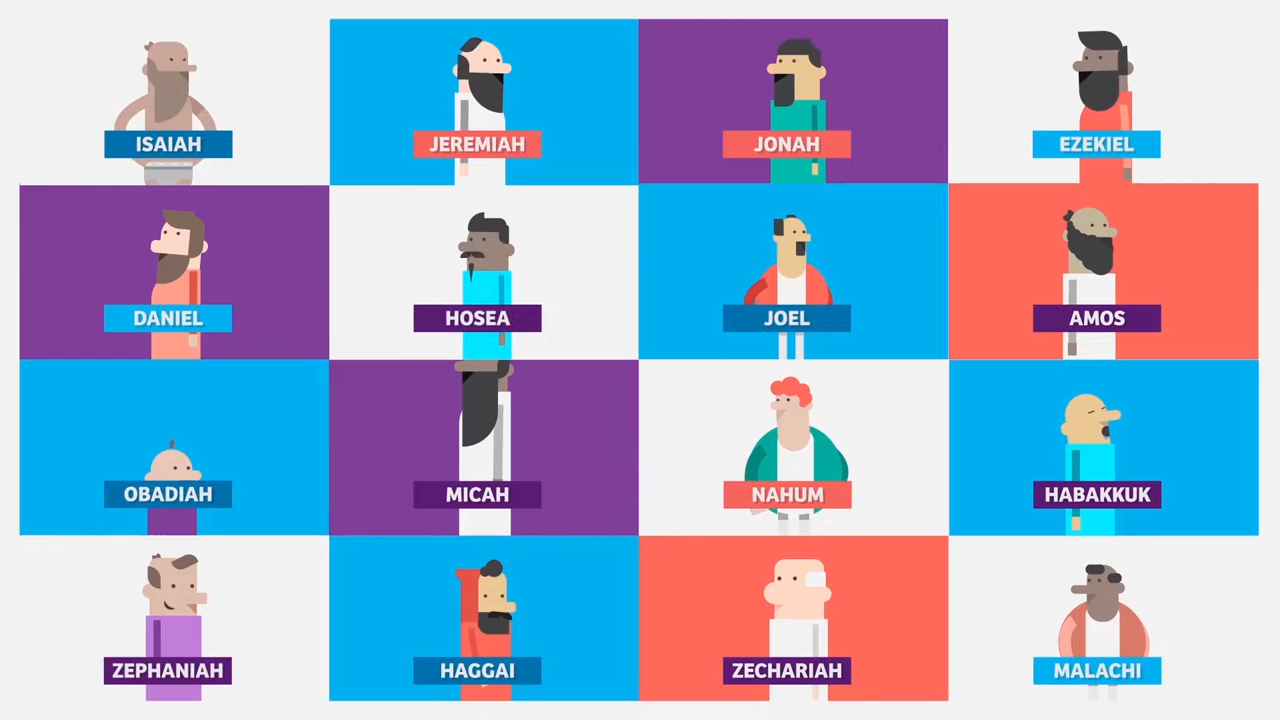 ISAIAH
JEREMIAH
JONAH
EZEKIEL
DANIEL
HOSEA
JOEL
AMOS
OBADIAH
MICAH
NAHUM
HABAKKUK
ZEPHANIAH
HAGGAI
ZECHARIAH
MALACHI